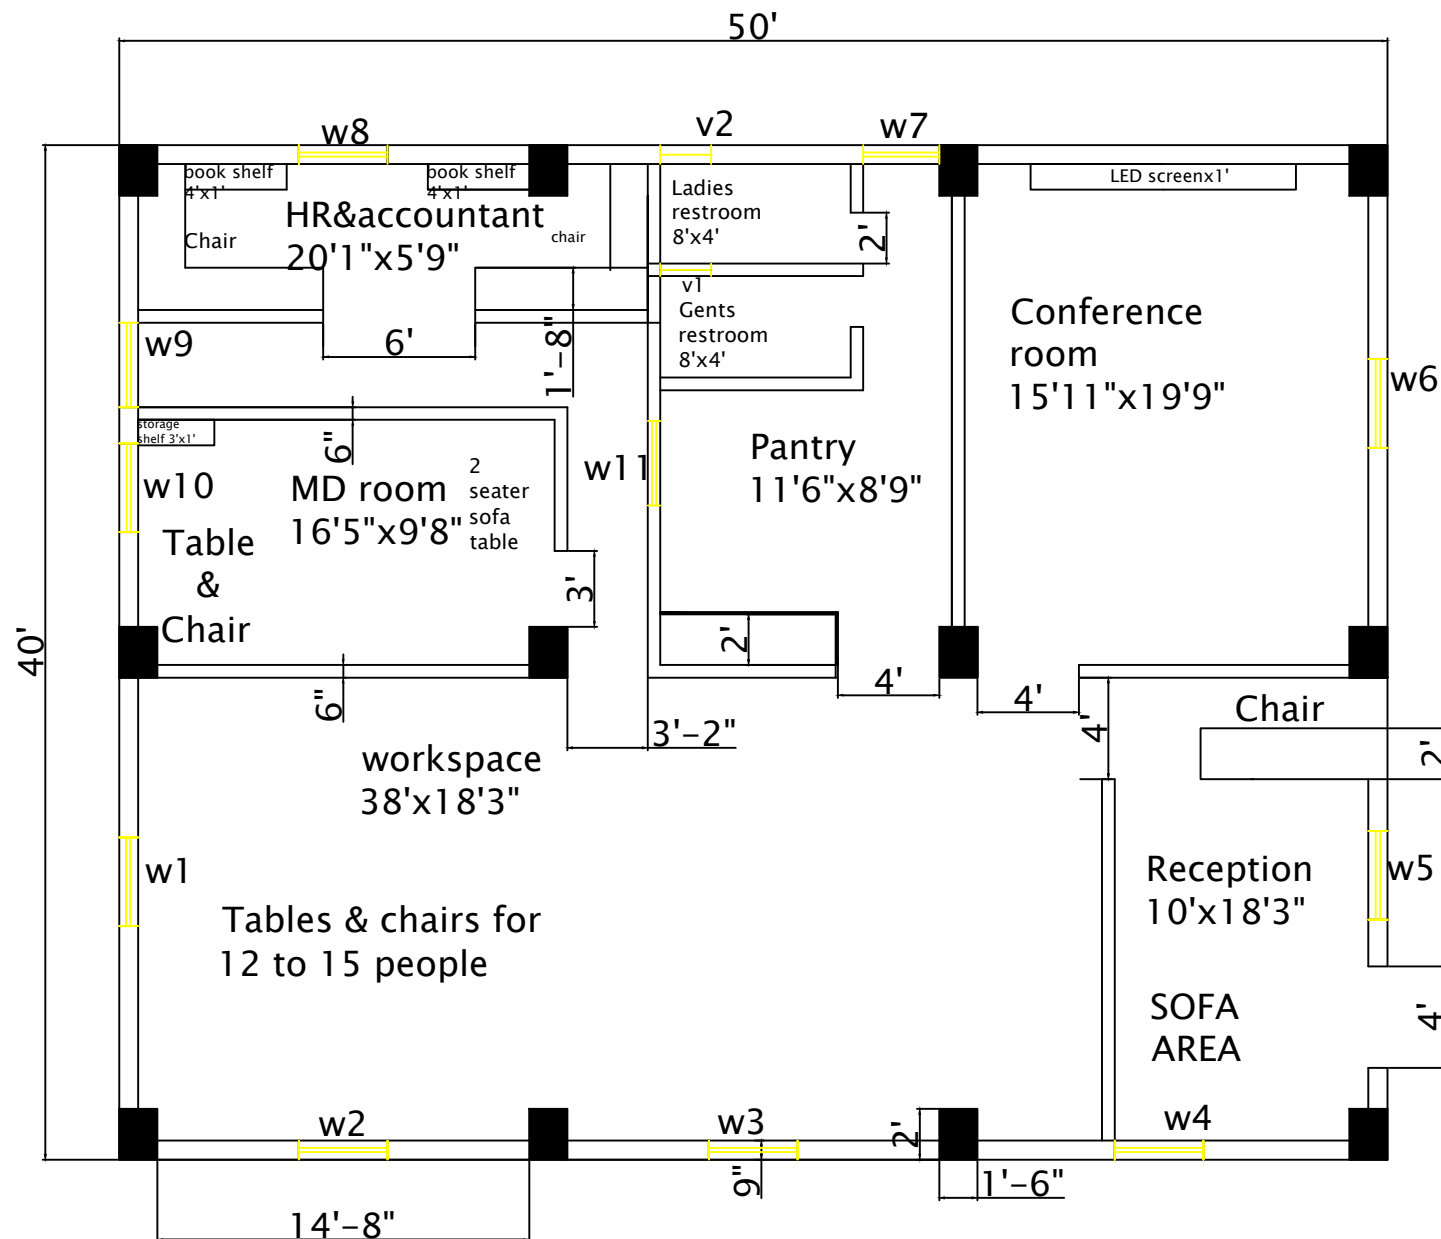 50'
w8
v2
w7
book shelf
4'x1'
book shelf
4'x1'
LED screenx1'
Ladies
restroom
8'x4'
HR&accountant
20'1"x5'9"
Chair
chair
2'
v1
Gents
restroom
8'x4'
w9
6'
1'-8"
Conference
room
15'11"x19'9"
w6
storage
shelf 3'x1'
6"
w10
MD room
16'5"x9'8"
2
seater
sofa
table
w11
Pantry
11'6"x8'9"
Table
&
Chair
3'
40'
2'
6"
4'
4'
3'-2"
4'
Chair
2'
workspace
38'x18'3"
w1
Reception
10'x18'3"
w5
Tables & chairs for
12 to 15 people
SOFA
AREA
4'
w2
w3
2'
w4
9"
1'-6"
14'-8"